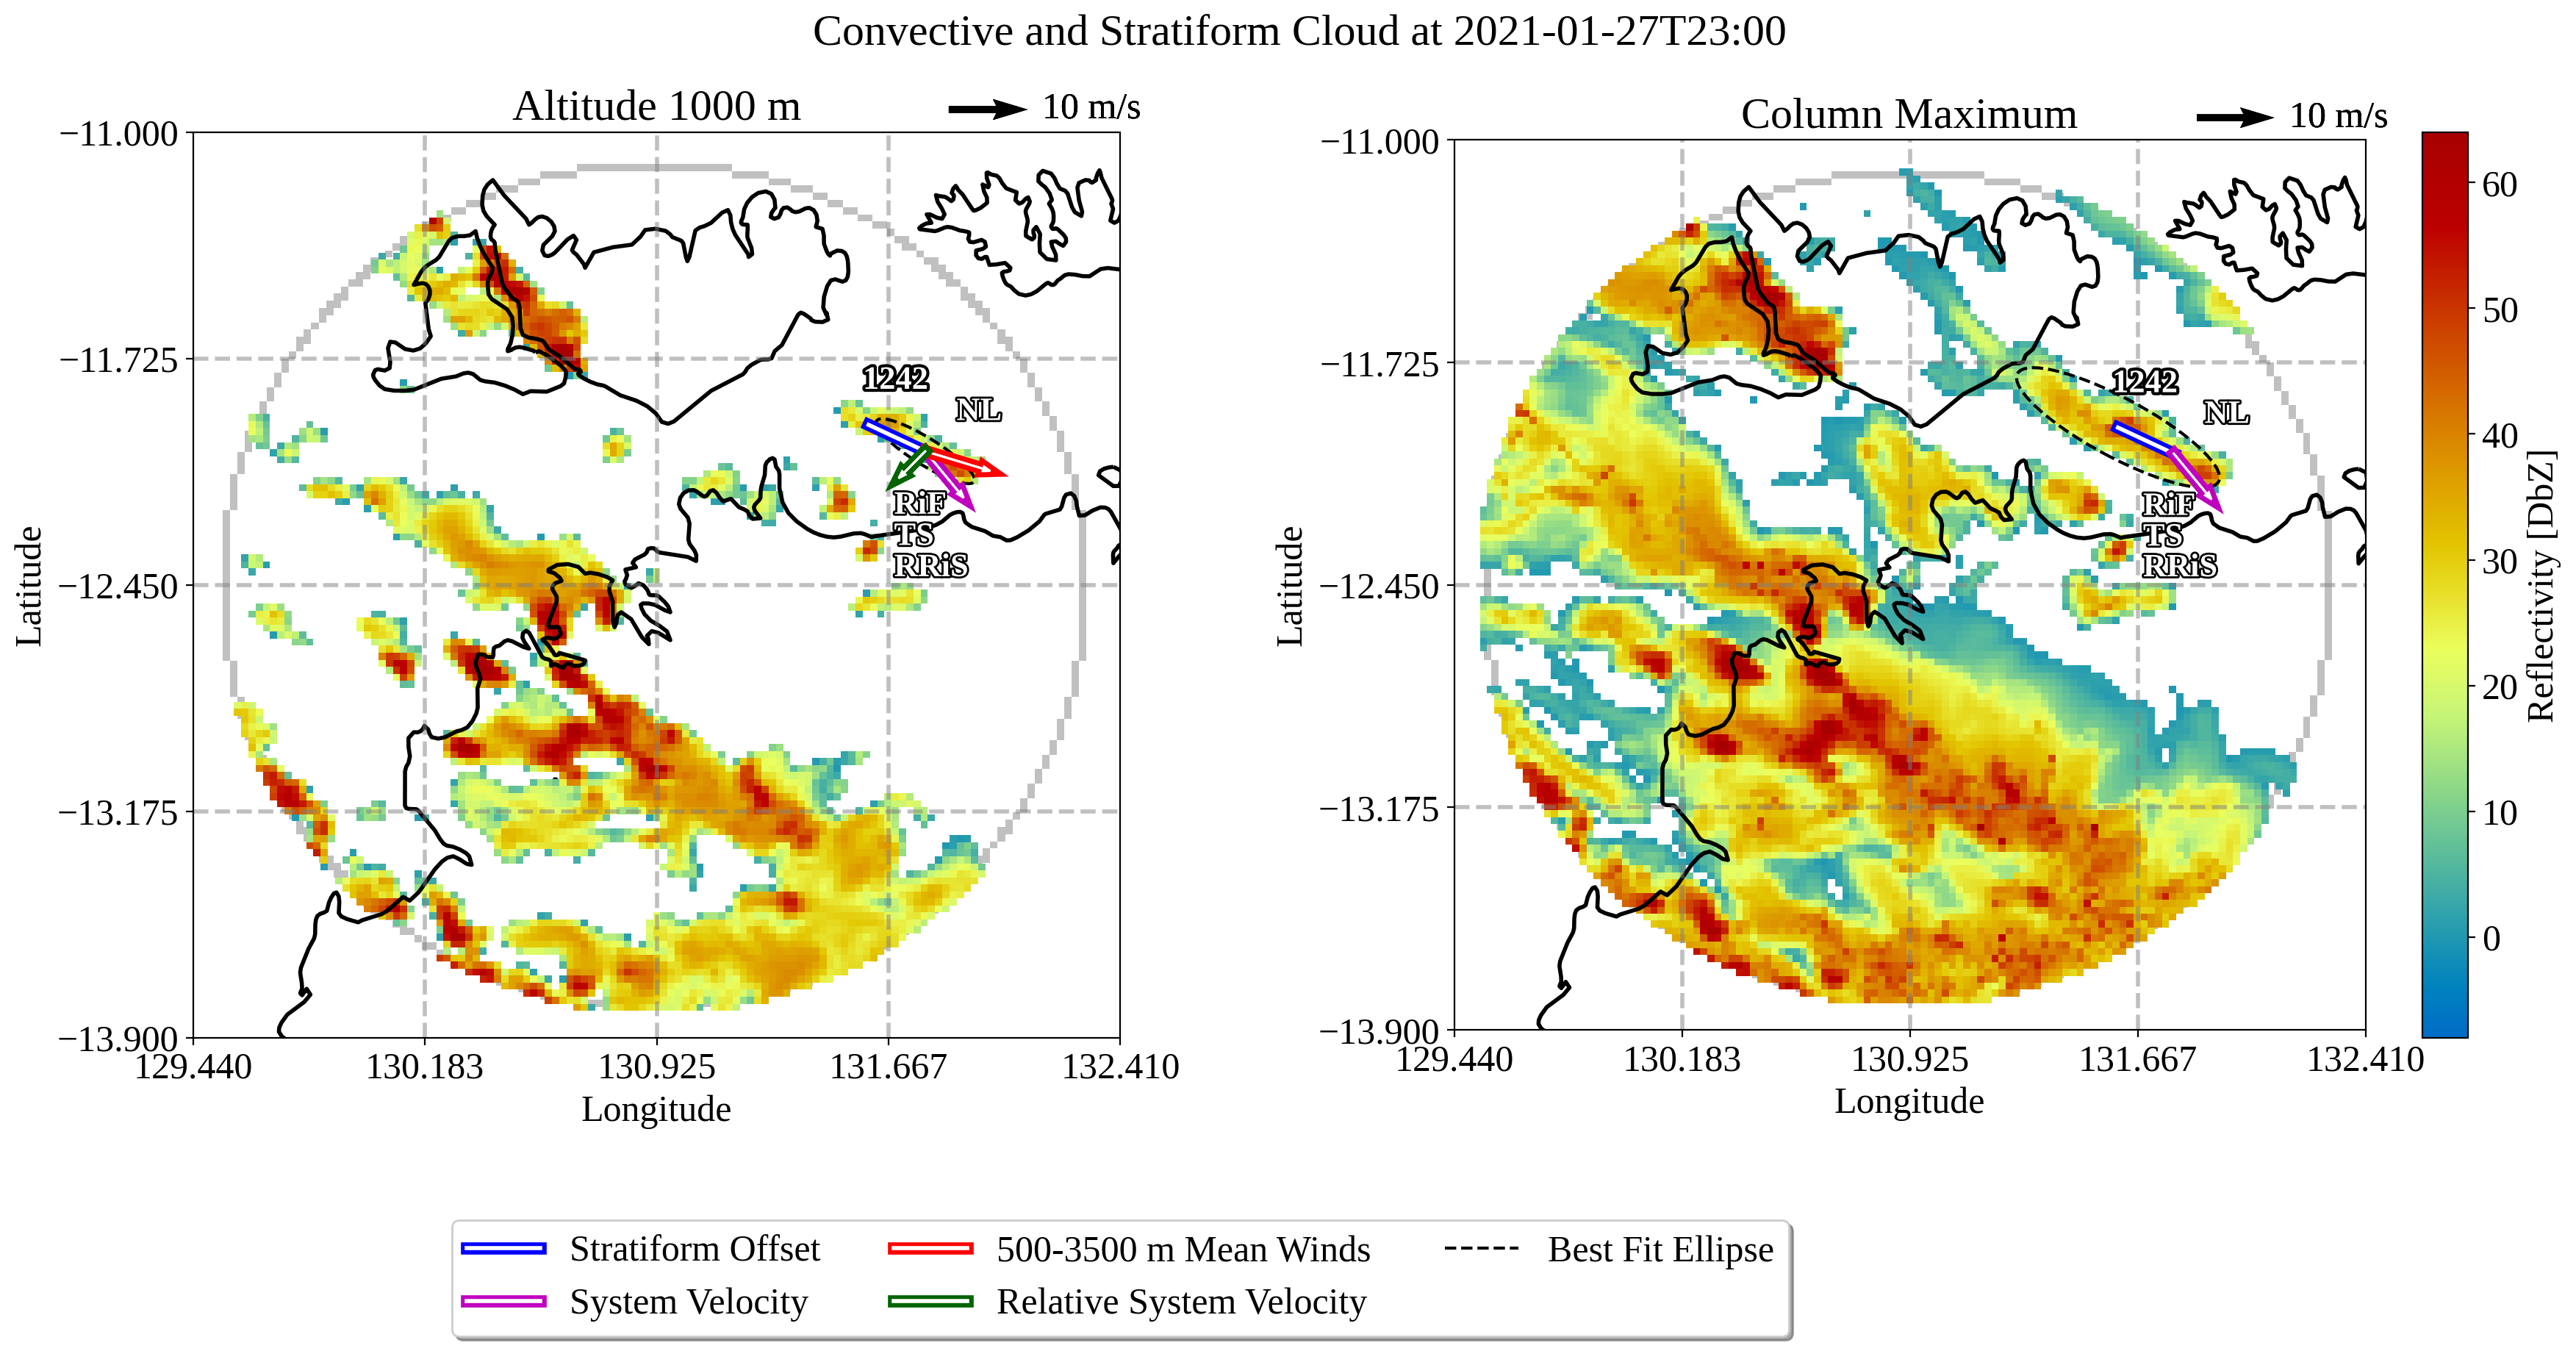 Convective and Stratiform Cloud at 2021-01-27T23:00
Altitude 1000 m
10 m/s
−11.000
−11.725
−12.450
−13.175
−13.900
Latitude
129.440
130.183
130.925
131.667
132.410
Longitude
1242
NL
RiF
TS
RRiS
Column Maximum
10 m/s
−11.000
−11.725
−12.450
−13.175
−13.900
Latitude
129.440
130.183
130.925
131.667
132.410
Longitude
1242
NL
RiF
TS
RRiS
60
50
40
30
20
10
0
Reflectivity [DbZ]
Stratiform Offset
500-3500 m Mean Winds
Best Fit Ellipse
System Velocity
Relative System Velocity